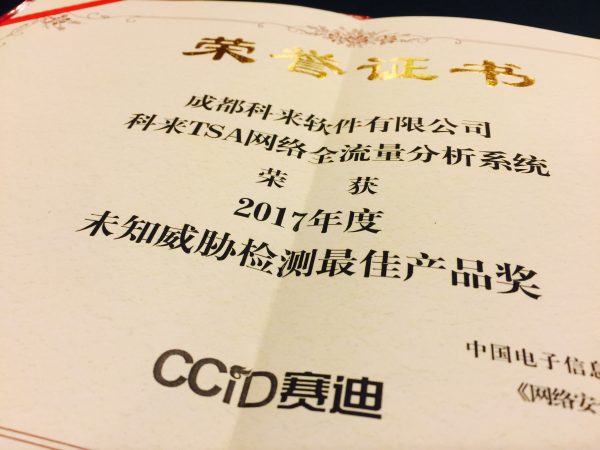 荣誉证书
成都科来软件有限公司
科来TSA网络全流量分析系统
荣 获
2017年度
未知威胁检测最佳产品奖
中国电子信息
《网络安
CCiD赛迪